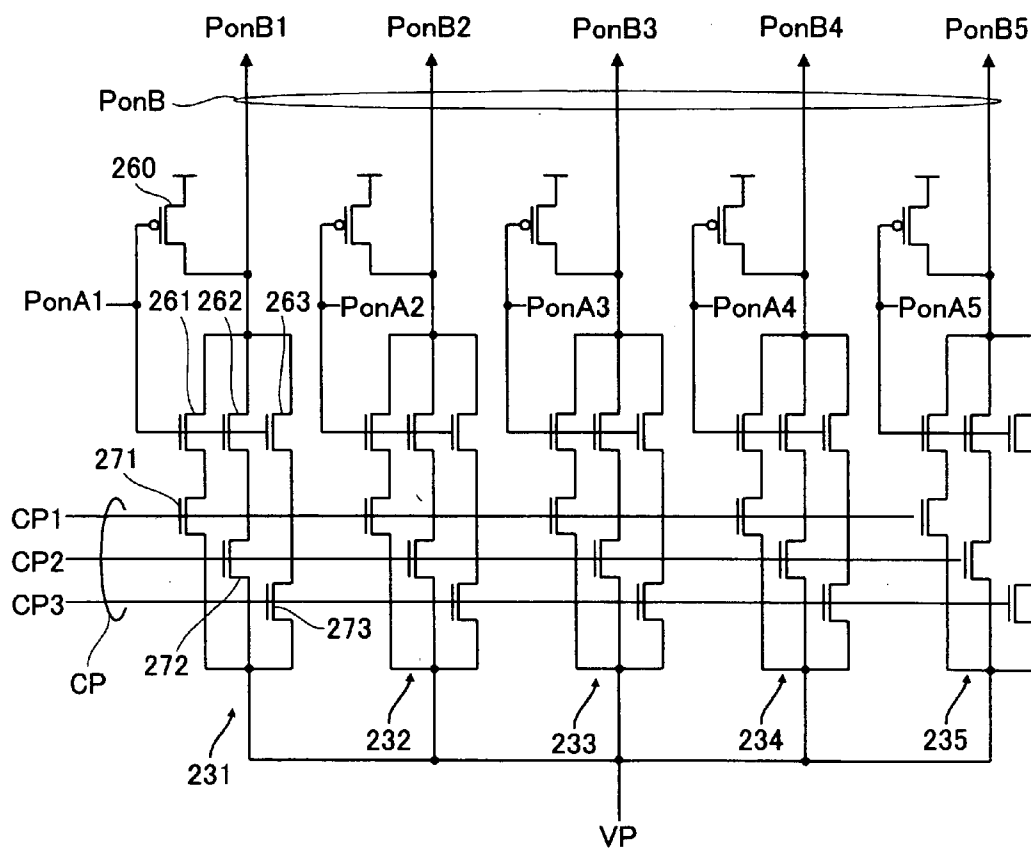 PonB1 PonB2 PonB3 PonB4 PonB5
PonB
260
PonA1 261 262 263 PonA2 PonA3 PonA4 PonA5
271
CP1
CP2
CP3
273
272
CP
232 233 234 235
231
VP